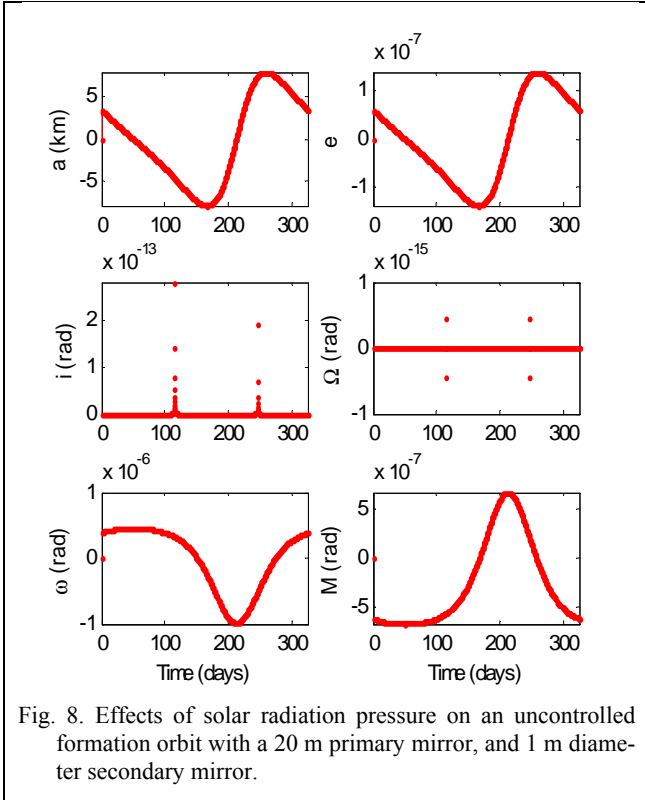 x 10⁻⁷
5
0
-5
a (km)
0 100 200 300
1
0
-1
e
0 100 200 300
x 10⁻¹³
2
1
0
i (rad)
0 100 200 300
x 10⁻¹⁵
1
0
-1
Ω (rad)
0 100 200 300
x 10⁻⁶
1
0
-1
ω (rad)
0 100 200 300
Time (days)
x 10⁻⁷
5
0
-5
M (rad)
0 100 200 300
Time (days)
Fig. 8. Effects of solar radiation pressure on an uncontrolled
formation orbit with a 20 m primary mirror, and 1 m diame-
ter secondary mirror.